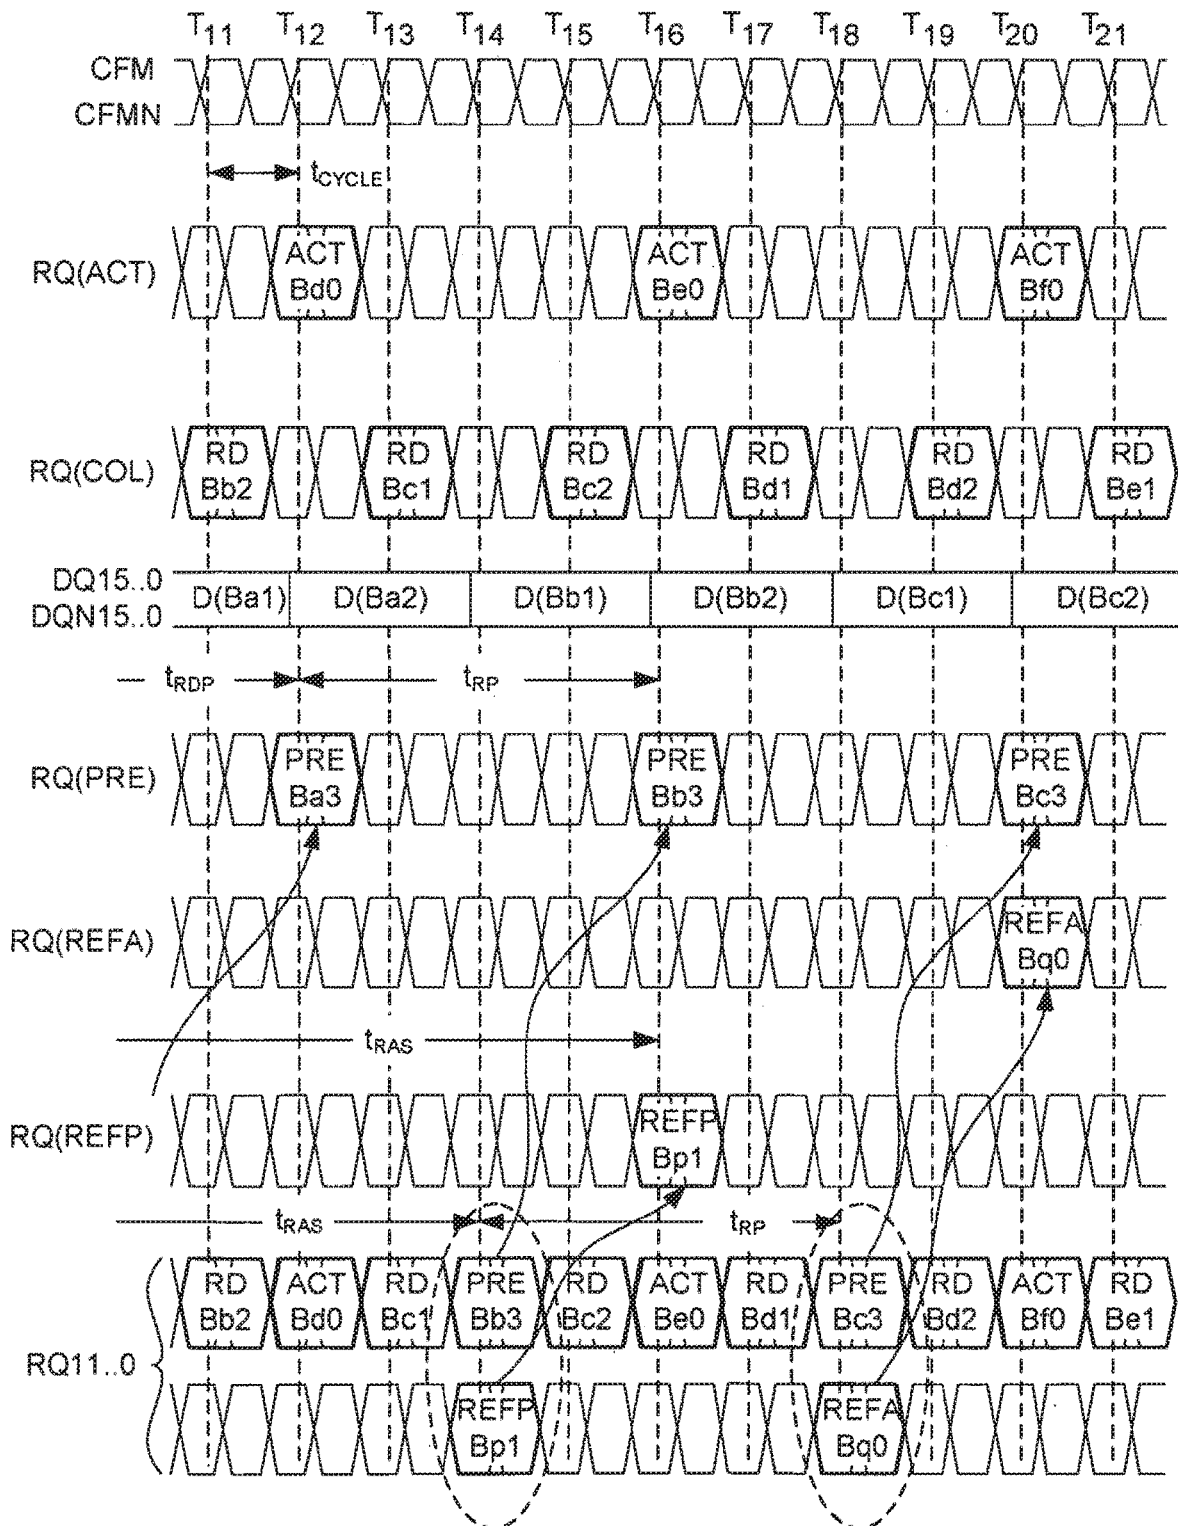 T11 T12 T13 T14 T15 T16 T17 T18 T19 T20 T21
CFM
CFMN
tCYCLE
RQ(ACT)
ACT Bd0
ACT Be0
ACT Bf0
RQ(COL)
RD Bb2
RD Bc1
RD Bc2
RD Bd1
RD Bd2
RD Be1
DQ15..0
DQN15..0
D(Ba1) D(Ba2) D(Bb1) D(Bb2) D(Bc1) D(Bc2)
tRDP tRP
RQ(PRE)
PRE Ba3
PRE Bb3
PRE Bc3
RQ(REFA)
REFA Bq0
tRAS
RQ(REFP)
REFP Bp1
tRAS tRP
RQ11..0
RD Bb2
ACT Bd0
RD Bc1
PRE Bb3
RD Bc2
ACT Be0
RD Bd1
PRE Bc3
RD Bd2
ACT Bf0
RD Be1
REFP Bp1
REFA Bq0